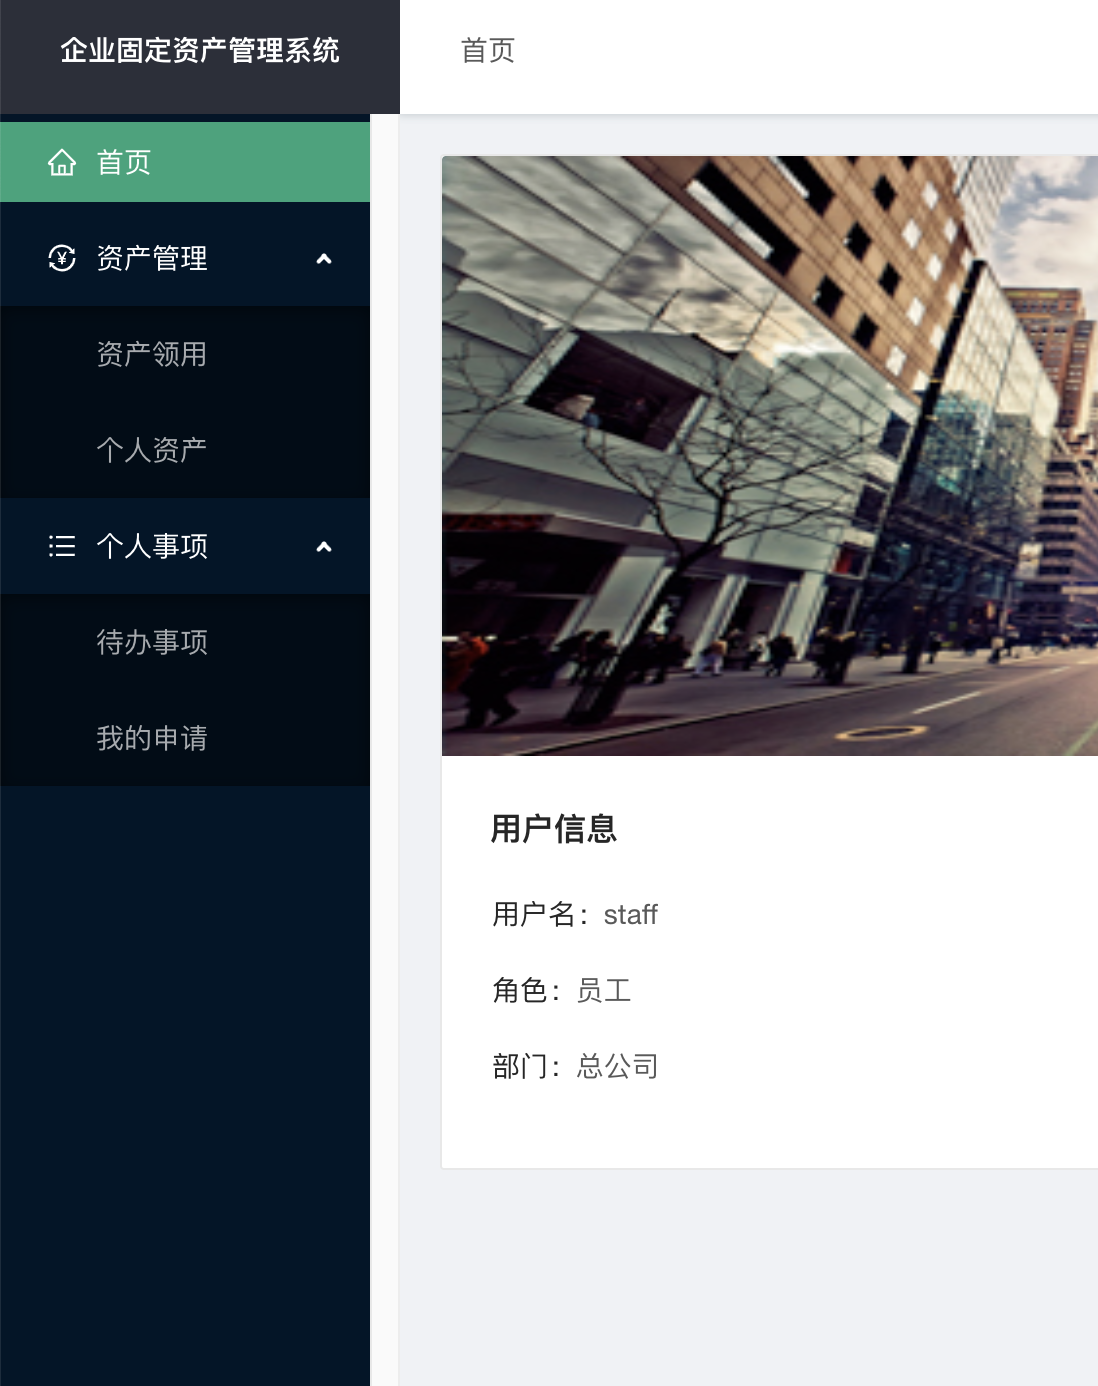 企业固定资产管理系统
首页
首页
资产管理
资产领用
个人资产
个人事项
待办事项
我的申请
用户信息
用户名：staff
角色：员工
部门：总公司